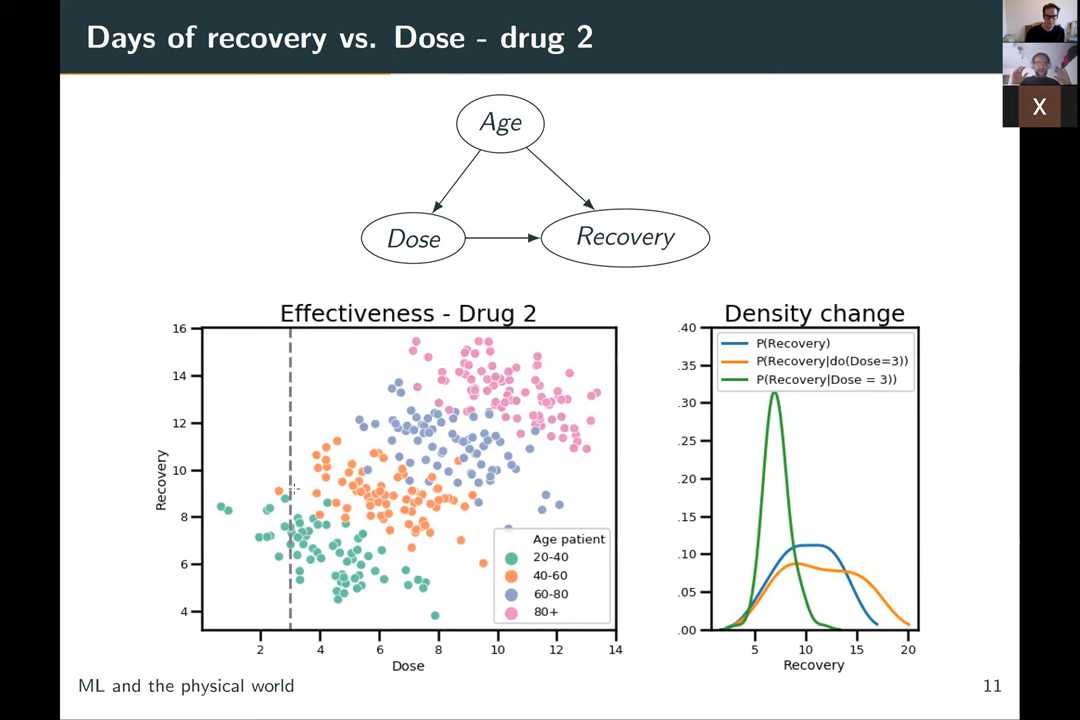 Days of recovery vs. Dose - drug 2
X
Age
Dose
Recovery
Effectiveness - Drug 2
16
14
12
10
8
6
4
Recovery
2
4
6
8
10
12
14
Dose
Age patient
20-40
40-60
60-80
80+
Density change
.40
.35
.30
.25
.20
.15
.10
.05
.00
P(Recovery)
P(Recovery|do(Dose=3))
P(Recovery|Dose = 3))
5
10
15
20
Recovery
ML and the physical world
11